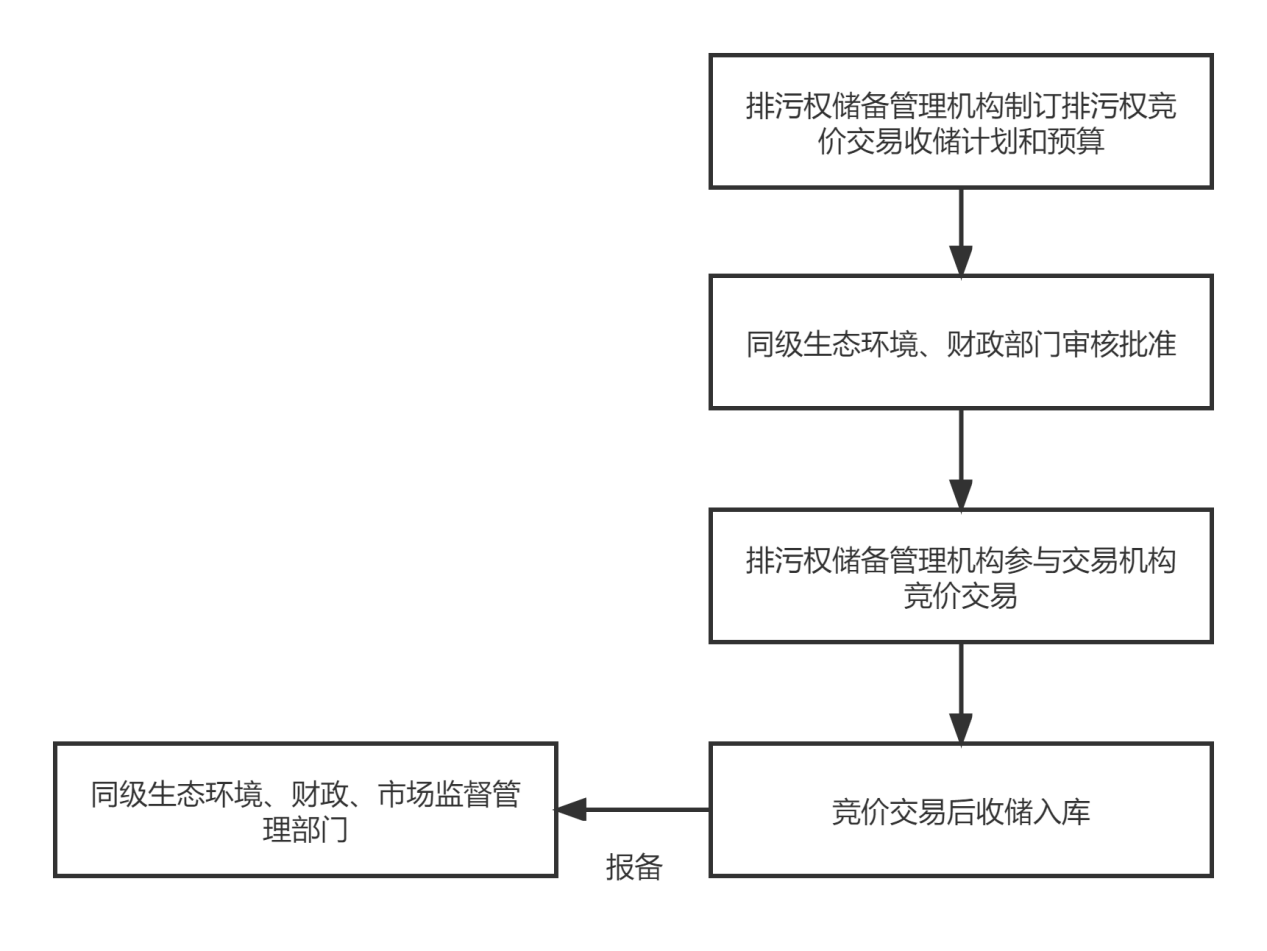 排污权储备管理机构制订排污权竞
价交易收储计划和预算
同级生态环境、财政部门审核批准
排污权储备管理机构参与交易机构
竞价交易
竞价交易后收储入库
报备
同级生态环境、财政、市场监督管
理部门